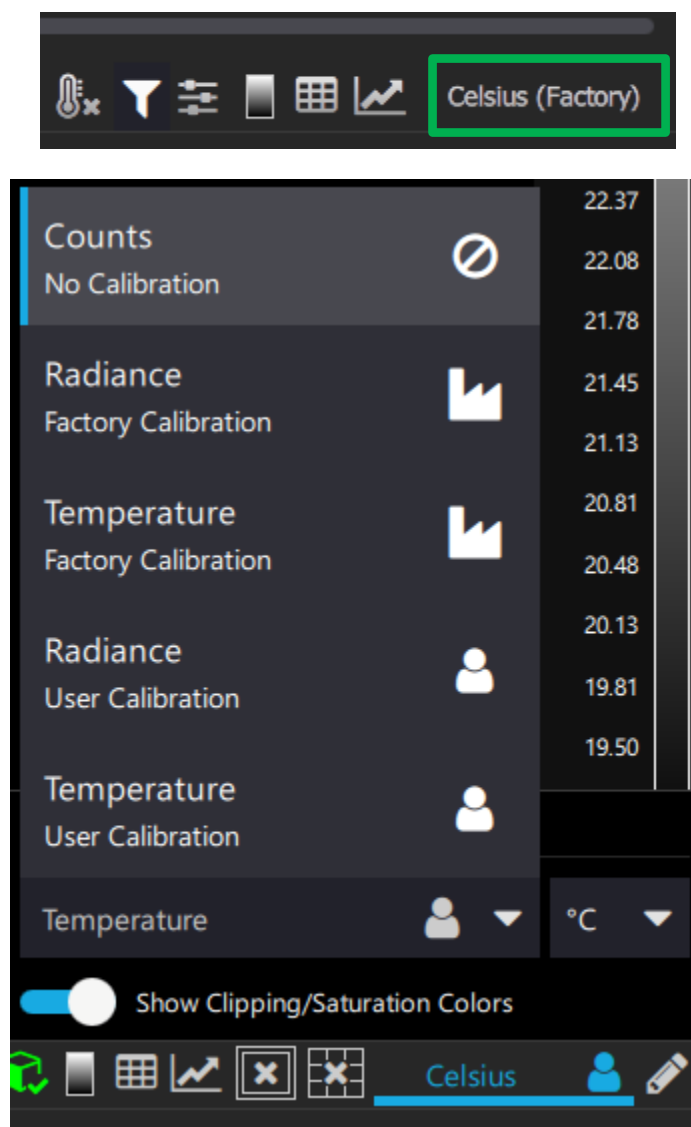 Celsius (Factory)
Counts
No Calibration
Radiance
Factory Calibration
Temperature
Factory Calibration
Radiance
User Calibration
Temperature
User Calibration
22.37
22.08
21.78
21.45
21.13
20.81
20.48
20.13
19.81
19.50
Temperature
°C
Show Clipping/Saturation Colors
Celsius